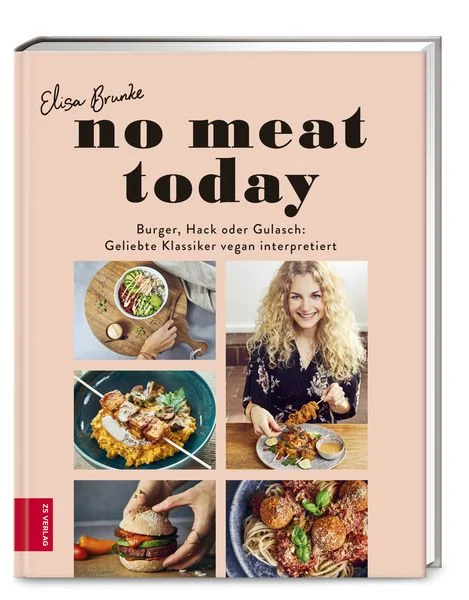 Elisa Brunke
no meat
today
Burger, Hack oder Gulasch:
Geliebte Klassiker vegan interpretiert
ZS VERLAG